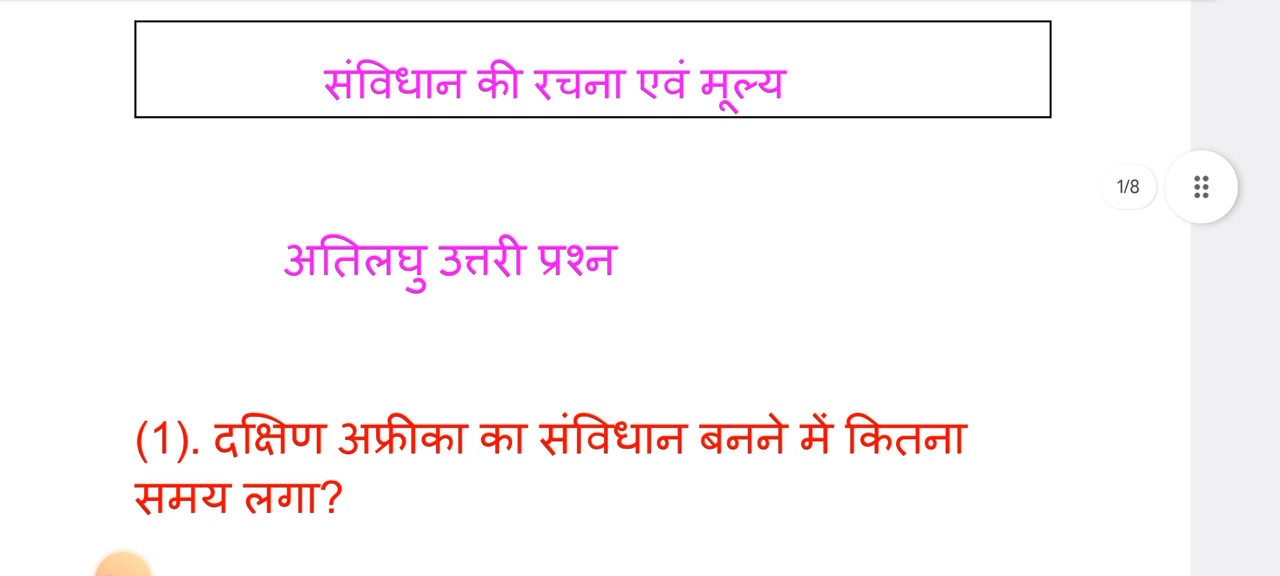 संविधान की रचना एवं मूल्य
1/8
अतिलघु उत्तरी प्रश्न
(1). दक्षिण अफ्रीका का संविधान बनने में कितना
समय लगा?